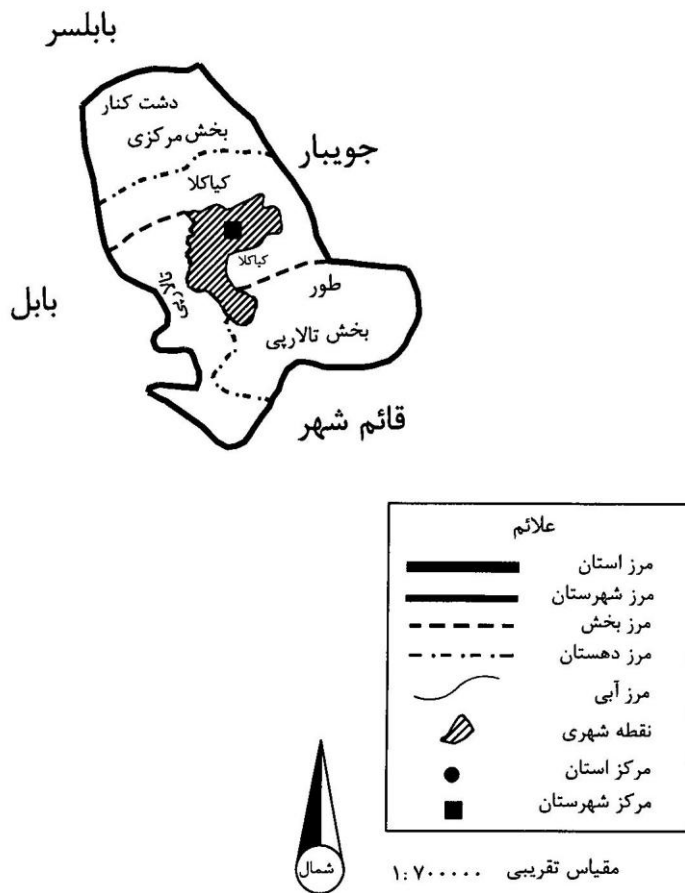 بابلسر
دشت کنار
بخش مرکزی
جویبار
کیاکلا
کیاکلا
تالارپی
طور
بابل
بخش تالارپی
قائم شهر
علائم
مرز استان
مرز شهرستان
مرز بخش
مرز دهستان
مرز آبی
نقطه شهری
مرکز استان
مرکز شهرستان
شمال
مقیاس تقریبی ۱:۷۰۰۰۰۰